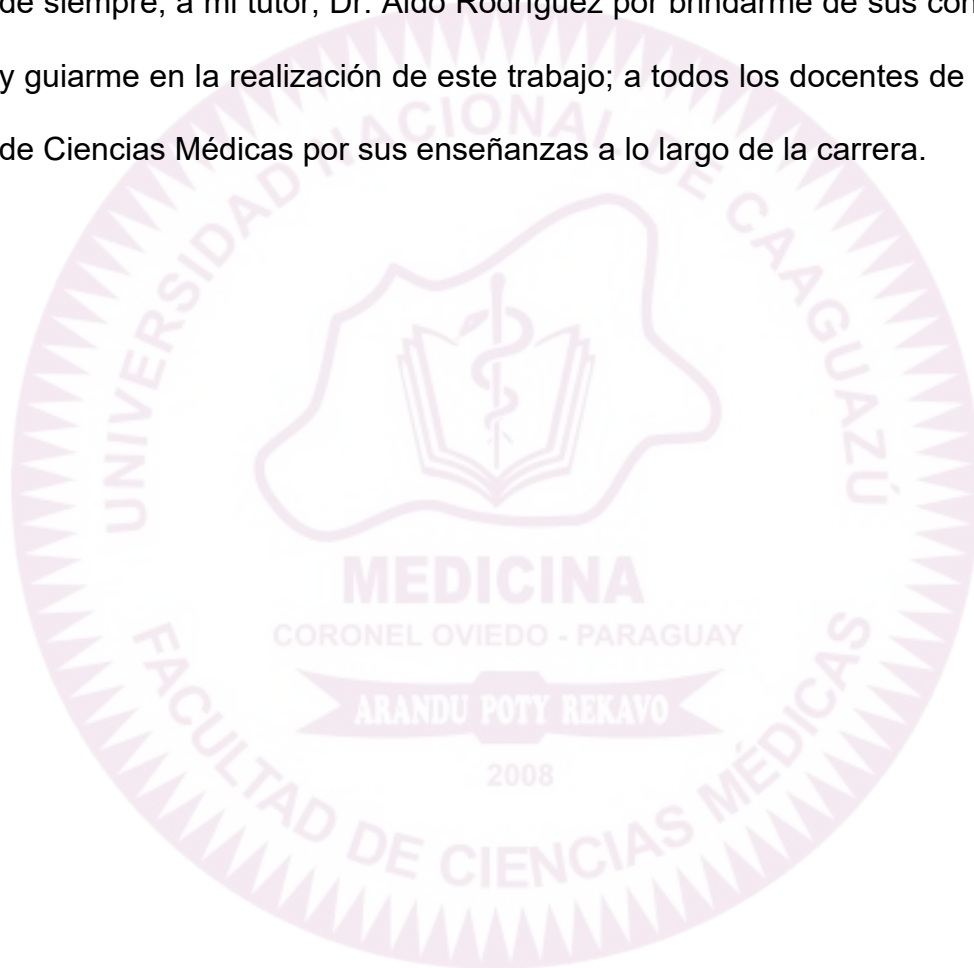 de siempre, a mi tutor, Dr. Aldo Rodríguez por brindarme de sus con
y guiarme en la realización de este trabajo; a todos los docentes de
de Ciencias Médicas por sus enseñanzas a lo largo de la carrera.
UNIVERSIDAD NACIONAL DE CAAGUAZÚ
MEDICINA
CORONEL OVIEDO - PARAGUAY
ARANDU POTY REKAVO
2008
FACULTAD DE CIENCIAS MÉDICAS